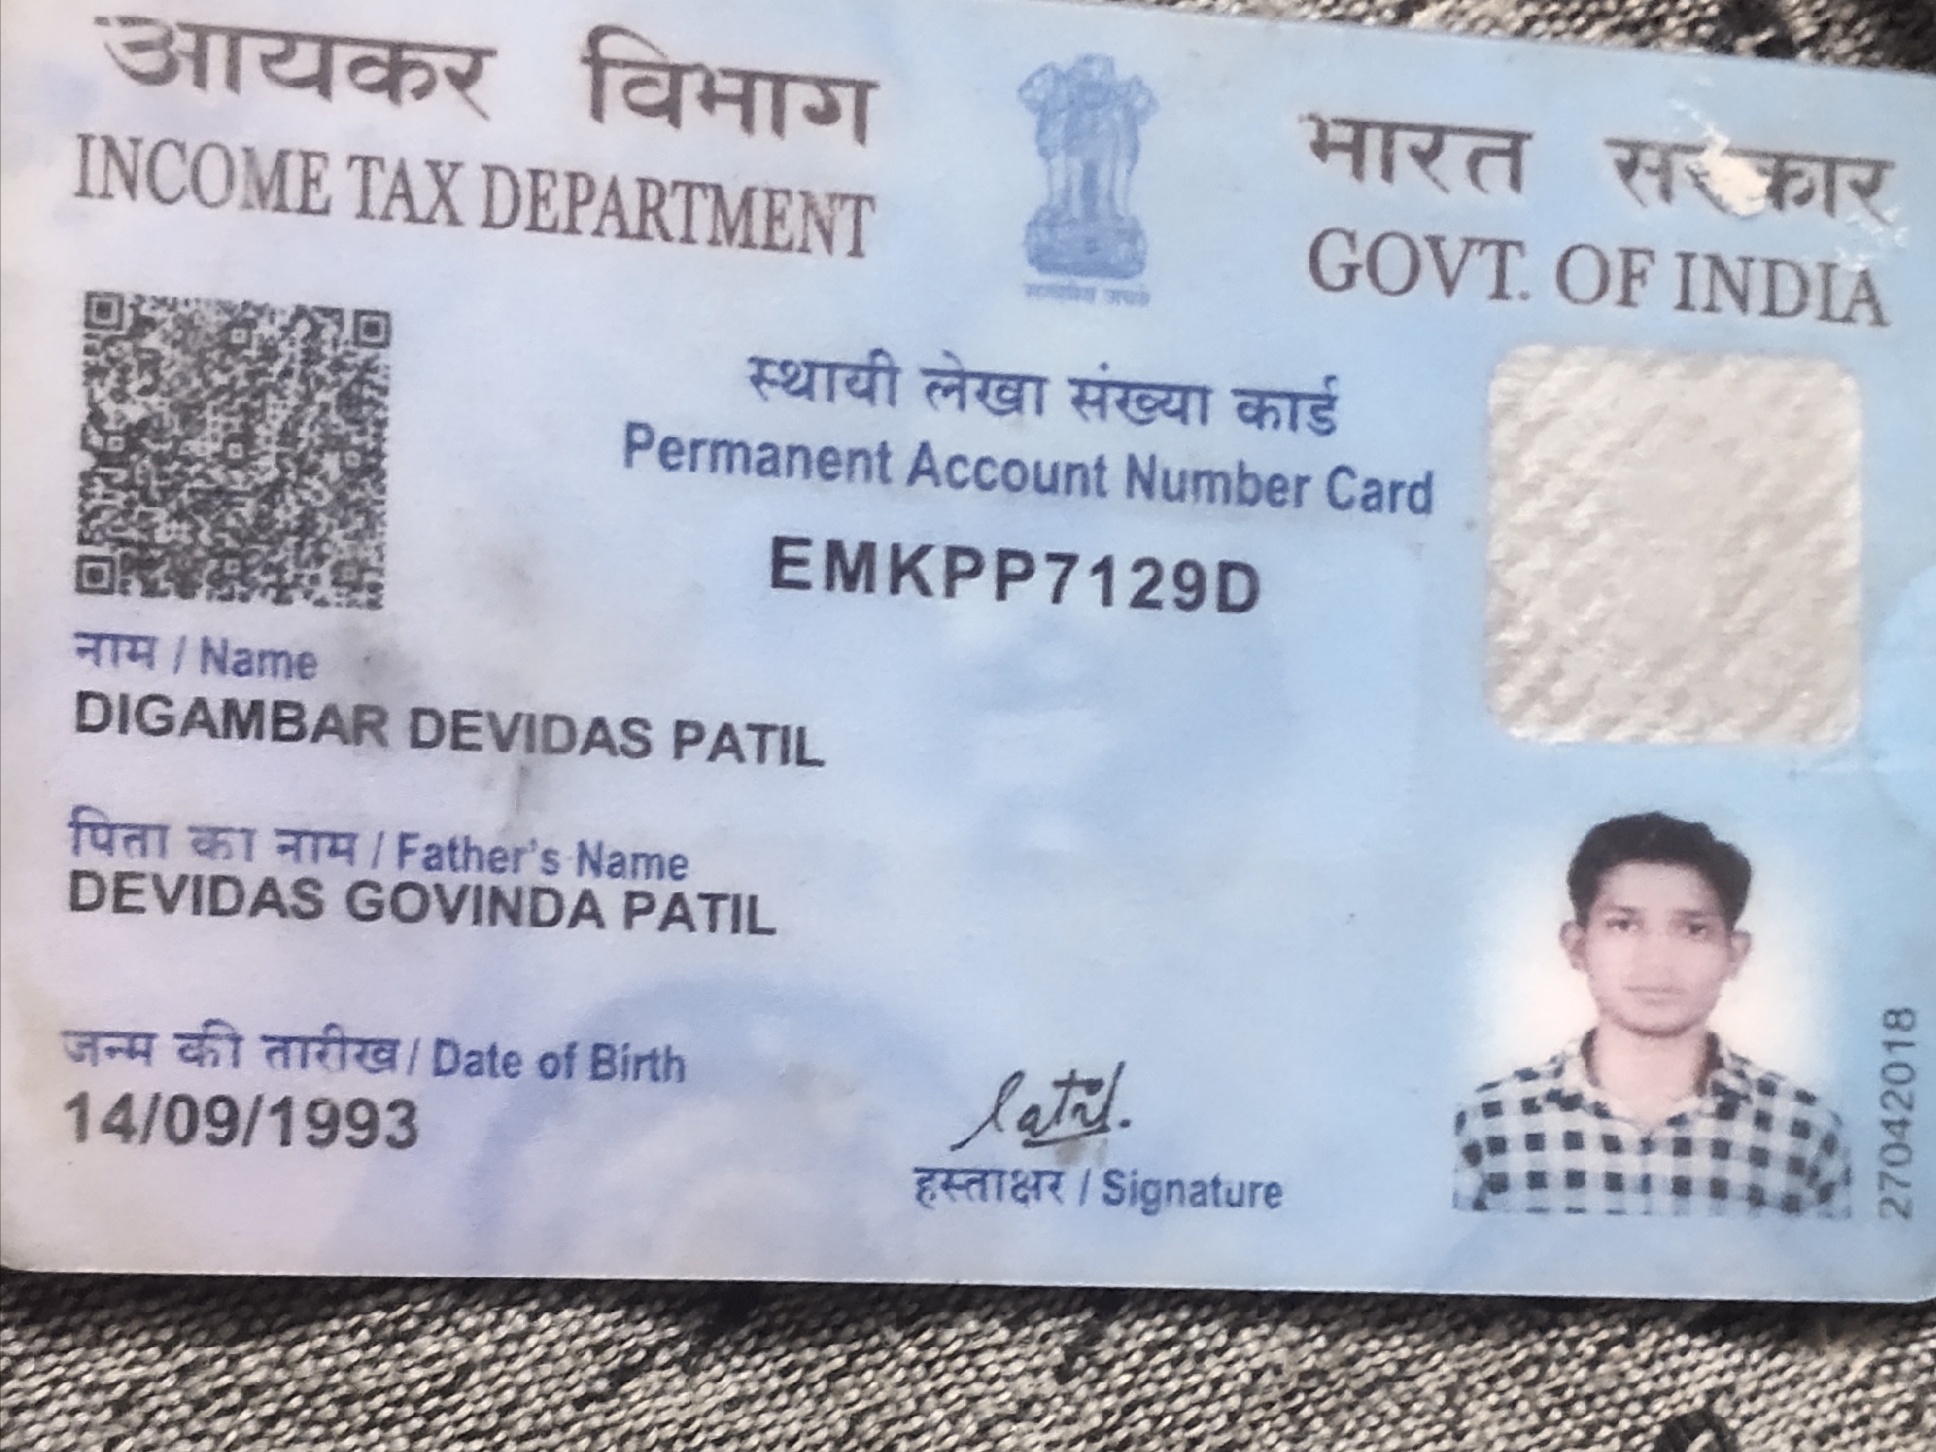 आयकर विभाग
INCOME TAX DEPARTMENT
भारत सरकार
GOVT. OF INDIA
स्थायी लेखा संख्या कार्ड
Permanent Account Number Card
EMKPP7129D
नाम / Name
DIGAMBAR DEVIDAS PATIL
पिता का नाम / Father's Name
DEVIDAS GOVINDA PATIL
जन्म की तारीख / Date of Birth
14/09/1993
Patil.
हस्ताक्षर / Signature
27042018